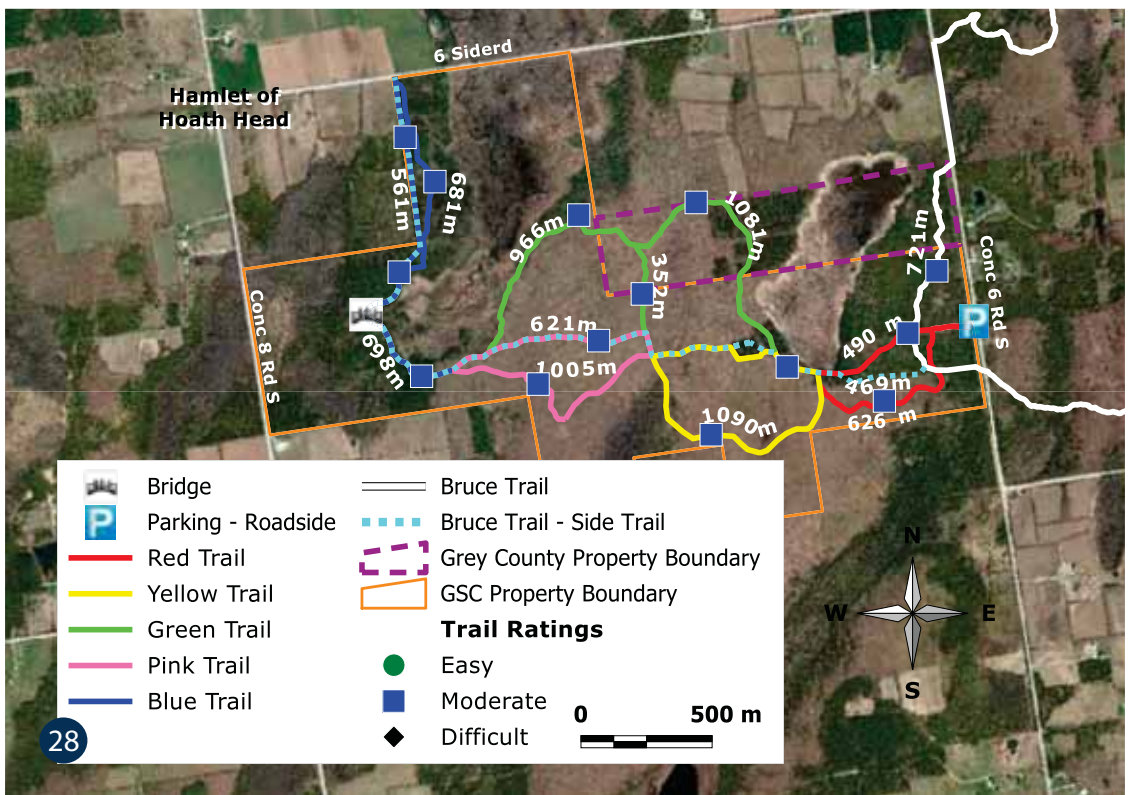 6 Siderd
Hamlet of
Hoath Head
561m
681m
966m
1081m
352m
721m
Conc 6 Rd S
Conc 8 Rd S
P
621m
490 m
698m
1005m
469m
626 m
1090m
Bridge
P
Parking - Roadside
Red Trail
Yellow Trail
Green Trail
Pink Trail
Blue Trail
Bruce Trail
Bruce Trail - Side Trail
Grey County Property Boundary
GSC Property Boundary
Trail Ratings
Easy
Moderate
Difficult
0 500 m
N
W E
S
28